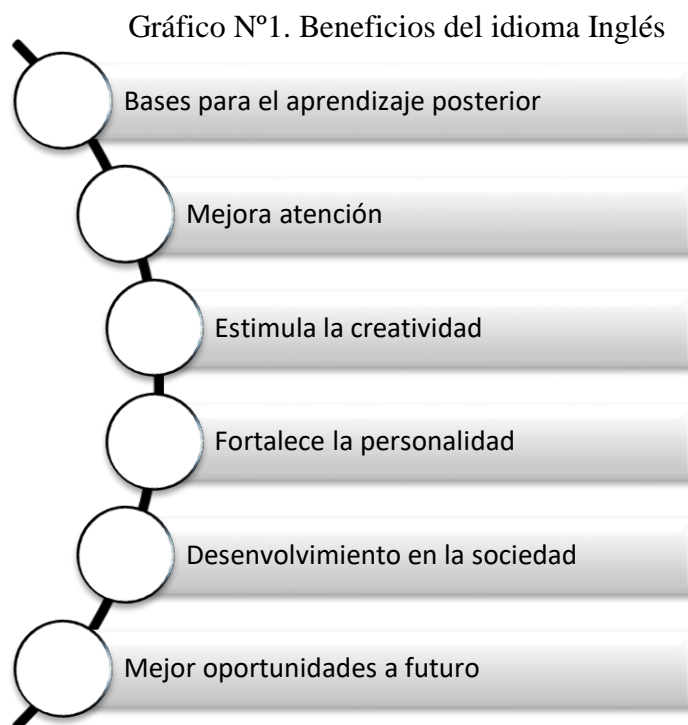 Gráfico Nº1. Beneficios del idioma Inglés
Bases para el aprendizaje posterior
Mejora atención
Estimula la creatividad
Fortalece la personalidad
Desenvolvimiento en la sociedad
Mejor oportunidades a futuro